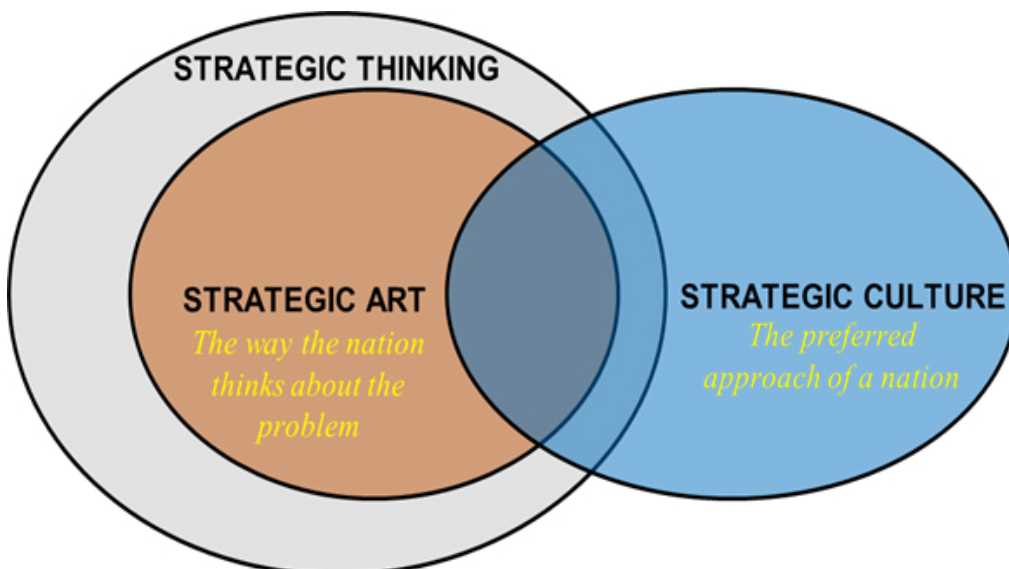 STRATEGIC THINKING
STRATEGIC ART
The way the nation
thinks about the
problem
STRATEGIC CULTURE
The preferred
approach of a nation